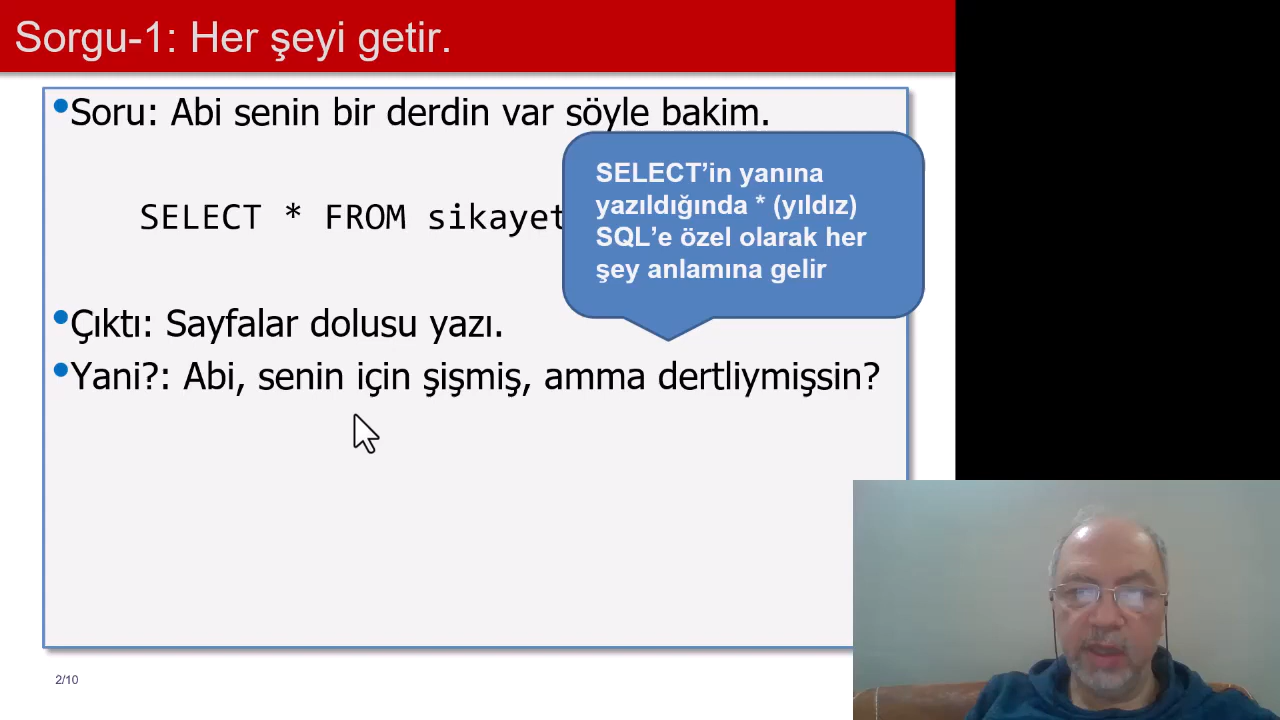 Sorgu-1: Her şeyi getir.
•Soru: Abi senin bir derdin var söyle bakim.
SELECT * FROM sikayet
SELECT’in yanına
yazıldığında * (yıldız)
SQL’e özel olarak her
şey anlamına gelir
•Çıktı: Sayfalar dolusu yazı.
•Yani?: Abi, senin için şişmiş, amma dertliymişsin?
2/10